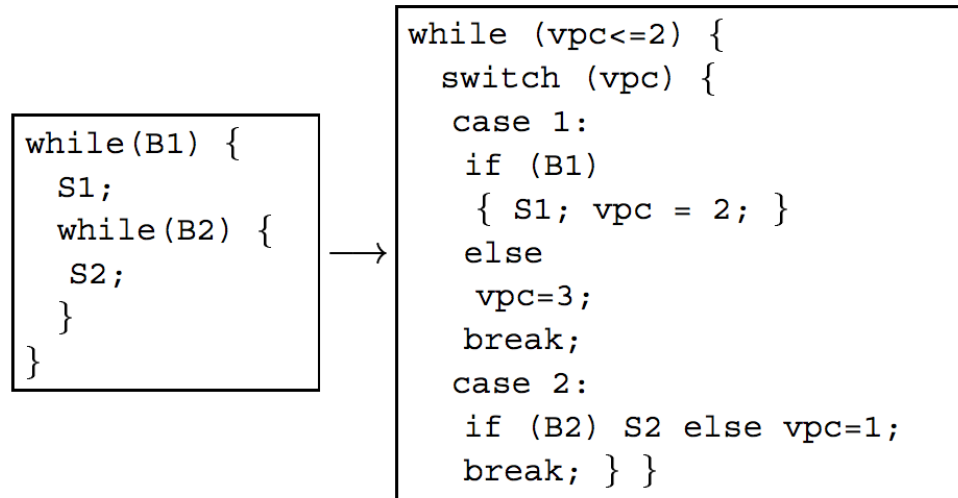 while(B1) {
S1;
while(B2) {
S2;
}
}
while (vpc<=2) {
switch (vpc) {
case 1:
if (B1)
{ S1; vpc = 2; }
else
vpc=3;
break;
case 2:
if (B2) S2 else vpc=1;
break; } }